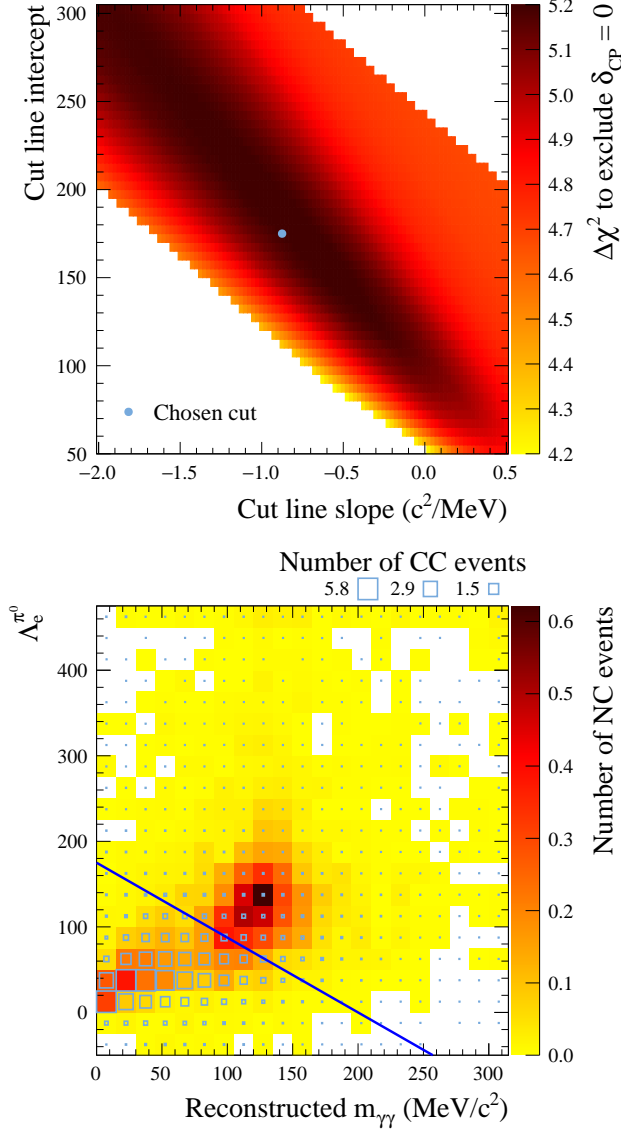 Cut line intercept
300
250
200
150
100
50
−2.0 −1.5 −1.0 −0.5 0.0 0.5
Cut line slope (c²/MeV)
Chosen cut
5.2
5.1
5.0
4.9
4.8
4.7
4.6
4.5
4.4
4.3
4.2
Δχ² to exclude δ_CP = 0
Number of CC events
5.8 2.9 1.5
Λ_e^π⁰
400
300
200
100
0
0 50 100 150 200 250 300
Reconstructed m_γγ (MeV/c²)
0.6
0.5
0.4
0.3
0.2
0.1
0.0
Number of NC events